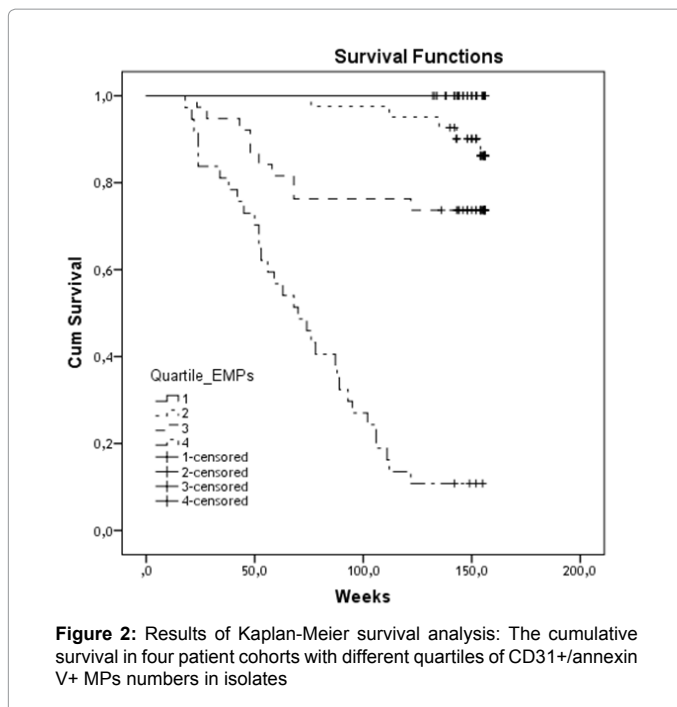 Survival Functions
1,0
0,8
0,6
0,4
0,2
0,0
Cum Survival
Quartile_EMPs
1
2
3
4
1-censored
2-censored
3-censored
4-censored
,0
50,0
100,0
150,0
200,0
Weeks
Figure 2: Results of Kaplan-Meier survival analysis: The cumulative
survival in four patient cohorts with different quartiles of CD31+/annexin
V+ MPs numbers in isolates